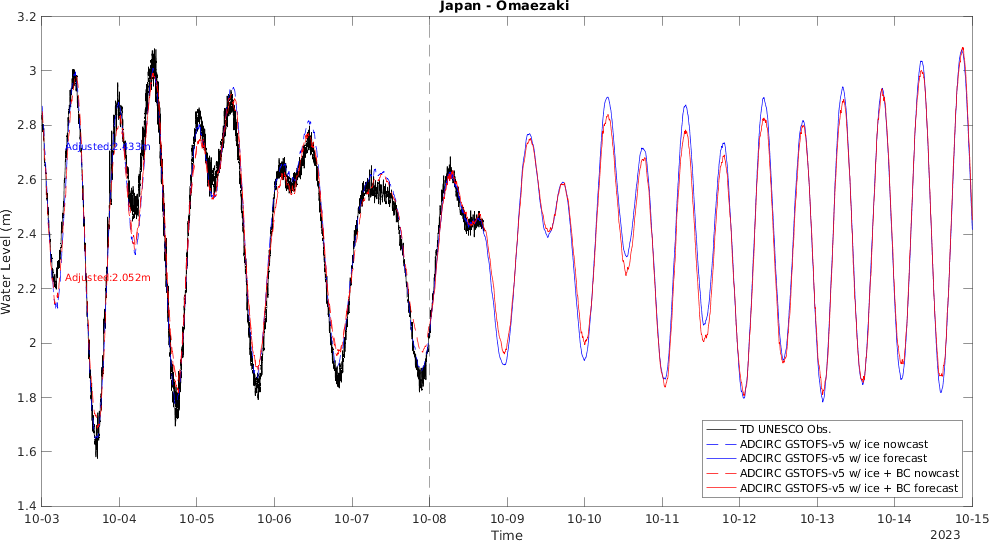 Japan - Omaezaki
Water Level (m)
3.2
3
2.8
2.6
2.4
2.2
2
1.8
1.6
1.4
Adjusted:2.433m
Adjusted:2.052m
TD UNESCO Obs.
ADCIRC GSTOFS-v5 w/ ice nowcast
ADCIRC GSTOFS-v5 w/ ice forecast
ADCIRC GSTOFS-v5 w/ ice + BC nowcast
ADCIRC GSTOFS-v5 w/ ice + BC forecast
10-03 10-04 10-05 10-06 10-07 10-08 10-09 10-10 10-11 10-12 10-13 10-14 10-15
Time
2023